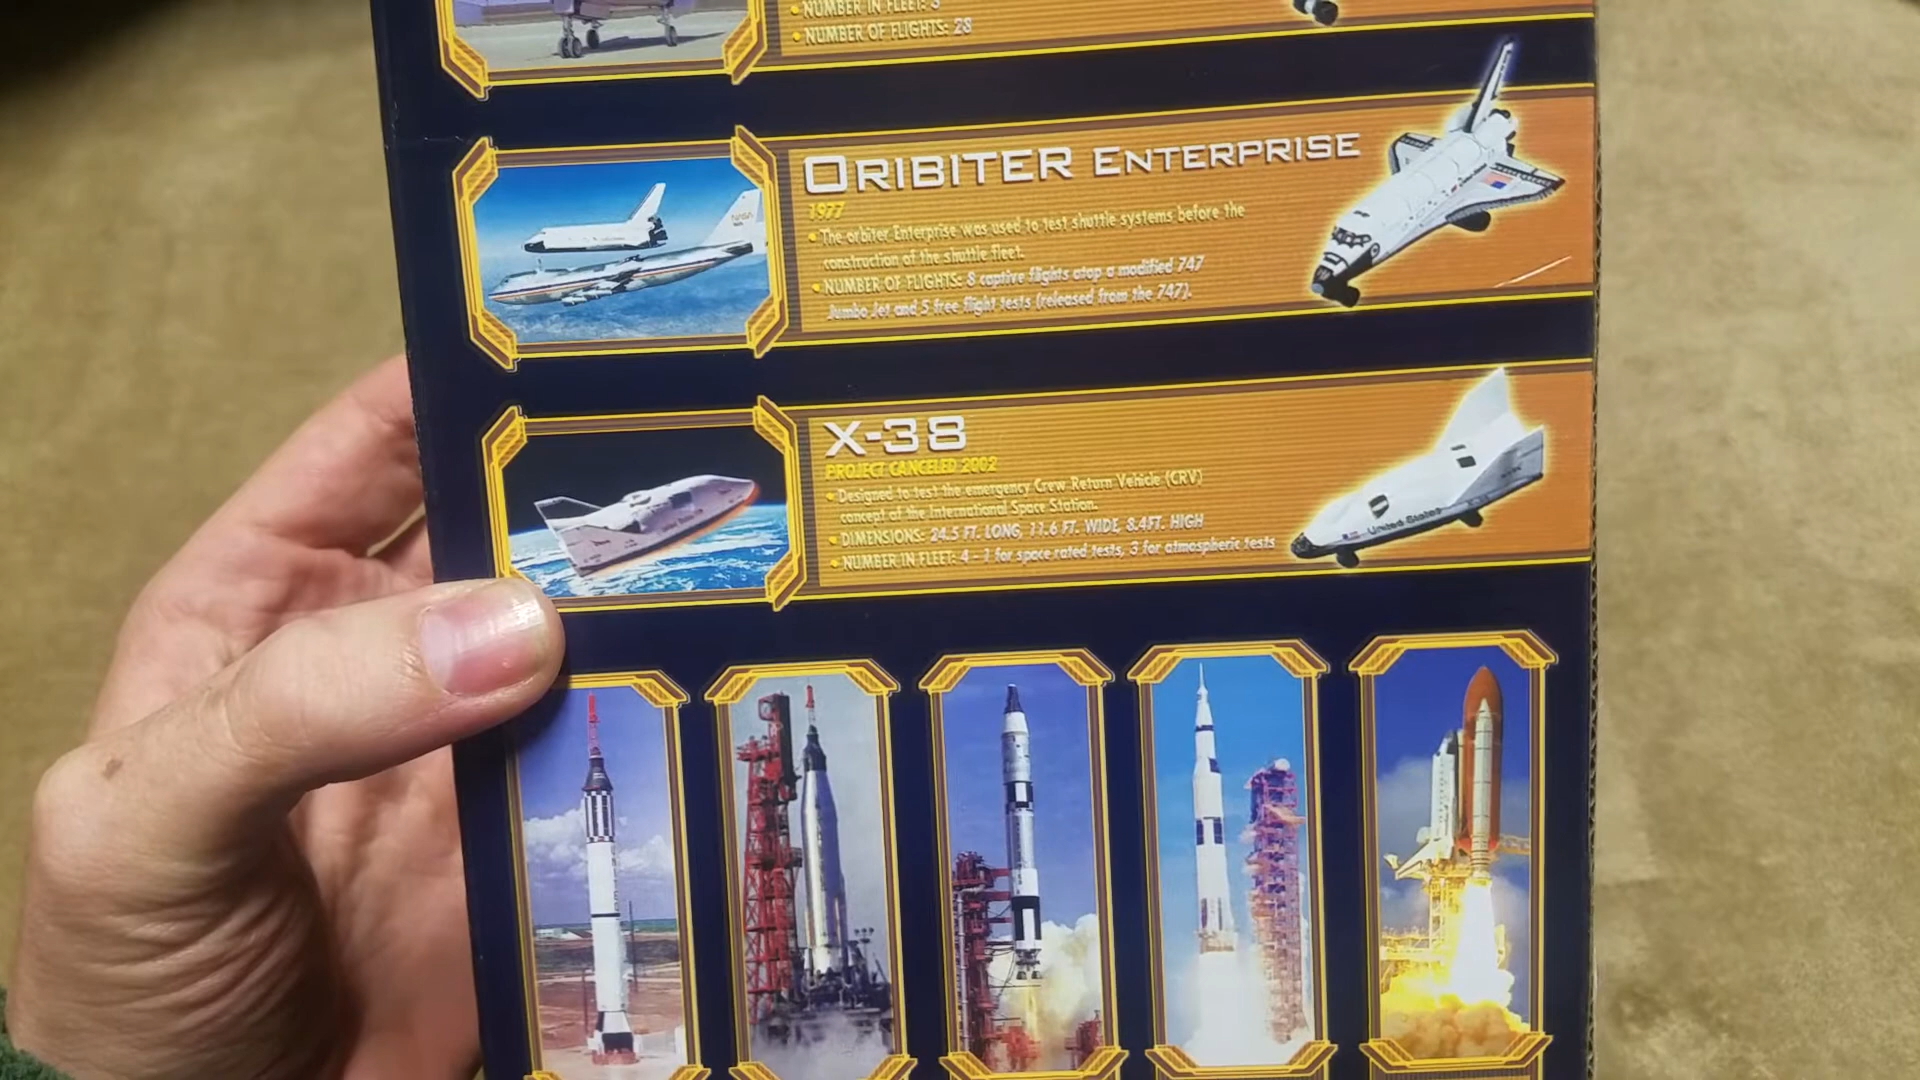 • NUMBER IN FLEET: 3
• NUMBER OF FLIGHTS: 28
ORIBITER ENTERPRISE
1977
• The orbiter Enterprise was used to test shuttle systems before the
construction of the shuttle fleet.
• NUMBER OF FLIGHTS: 8 captive flights atop a modified 747
Jumbo Jet and 5 free flight tests (released from the 747).
NASA
X-38
PROJECT CANCELED 2002
• Designed to test the emergency Crew Return Vehicle (CRV)
concept of the International Space Station.
• DIMENSIONS: 24.5 FT. LONG, 11.6 FT. WIDE, 8.4FT. HIGH
• NUMBER IN FLEET: 4 - 1 for space rated tests, 3 for atmospheric tests
United States